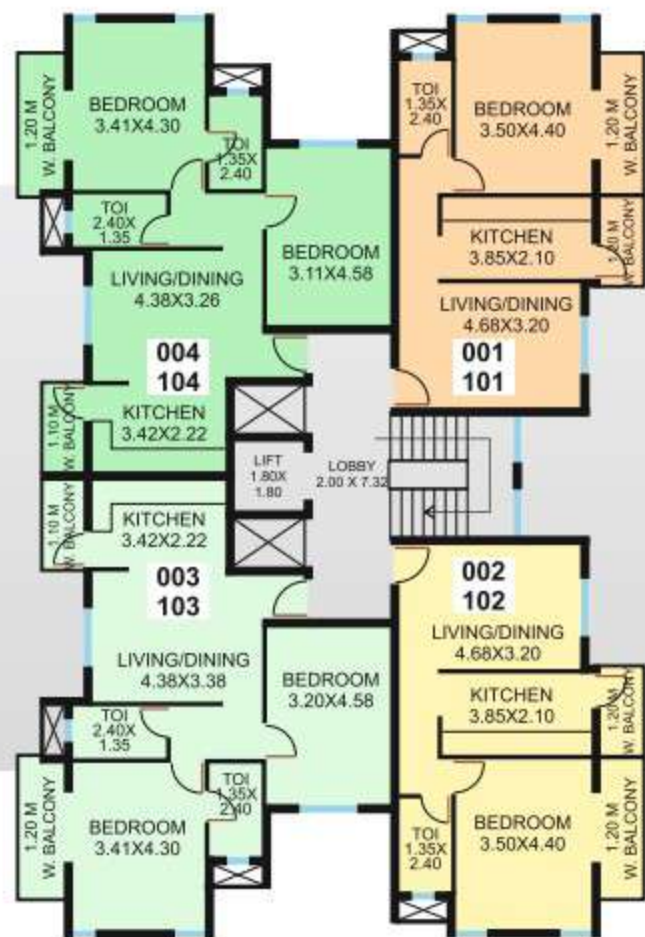 1.20 M
W. BALCONY
BEDROOM
3.41X4.30
TOI
1.35X
2.40
TOI
2.40X
1.35
BEDROOM
3.11X4.58
LIVING/DINING
4.38X3.26
004
104
1.10 M
W. BALCONY
KITCHEN
3.42X2.22
TOI
1.35X
2.40
BEDROOM
3.50X4.40
1.20 M
W. BALCONY
KITCHEN
3.85X2.10
1.20 M
W. BALCONY
LIVING/DINING
4.68X3.20
001
101
LIFT
1.80X
1.80
LOBBY
2.00 X 7.32
1.10 M
W. BALCONY
KITCHEN
3.42X2.22
003
103
LIVING/DINING
4.38X3.38
BEDROOM
3.20X4.58
TOI
2.40X
1.35
TOI
1.35X
2.40
1.20 M
W. BALCONY
BEDROOM
3.41X4.30
002
102
LIVING/DINING
4.68X3.20
KITCHEN
3.85X2.10
1.20 M
W. BALCONY
TOI
1.35X
2.40
BEDROOM
3.50X4.40
1.20 M
W. BALCONY